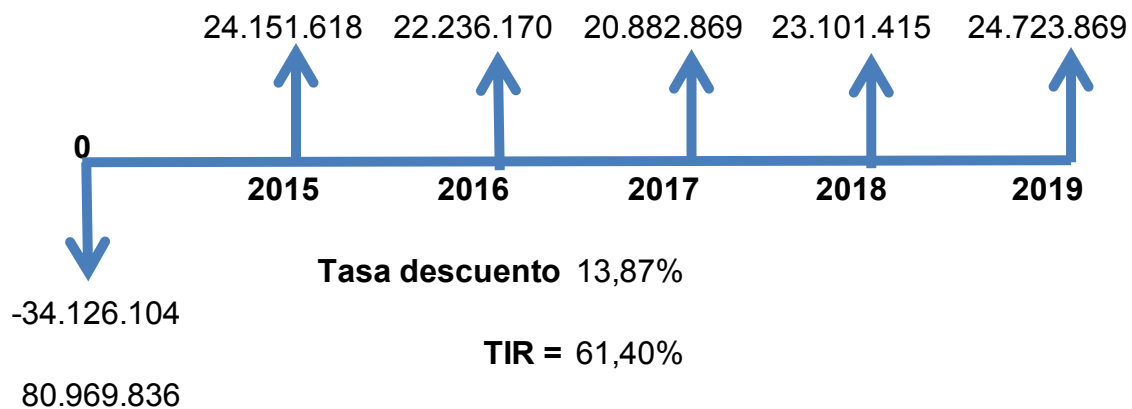 24.151.618 22.236.170 20.882.869 23.101.415 24.723.869
0
2015 2016 2017 2018 2019
Tasa descuento 13,87%
-34.126.104
TIR = 61,40%
80.969.836